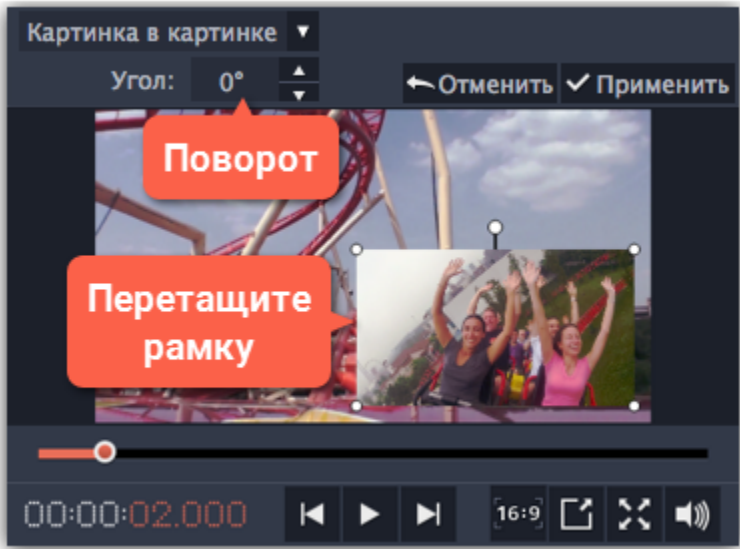 Картинка в картинке
Угол: 0°
Отменить
Применить
Поворот
Перетащите
рамку
00:00:02.000
16:9